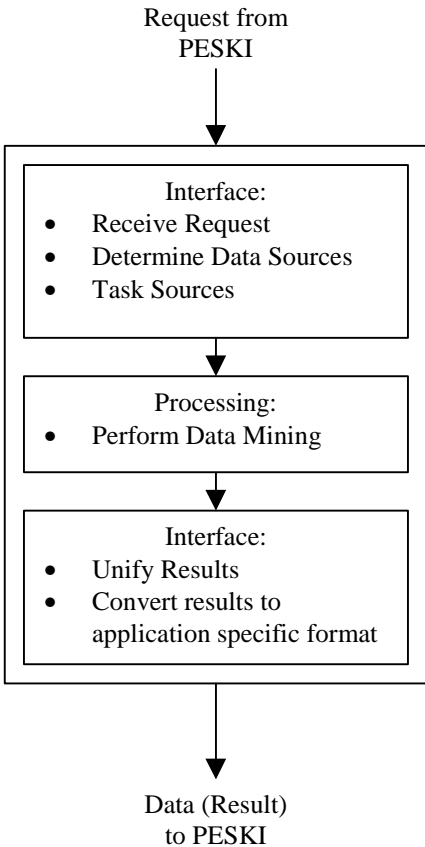 Request from
PESKI
Interface:
• Receive Request
• Determine Data Sources
• Task Sources
Processing:
• Perform Data Mining
Interface:
• Unify Results
• Convert results to
application specific format
Data (Result)
to PESKI